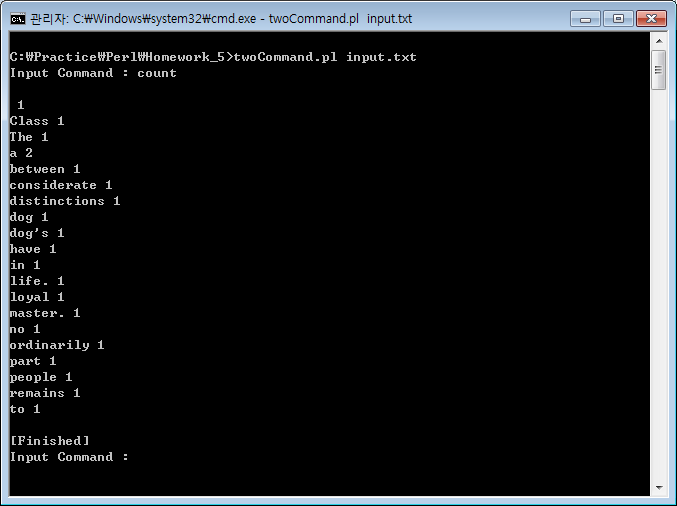 관리자: C:₩Windows₩system32₩cmd.exe - twoCommand.pl  input.txt
C:₩Practice₩Perl₩Homework_5>twoCommand.pl input.txt
Input Command : count
 1
Class 1
The 1
a 2
between 1
considerate 1
distinctions 1
dog 1
dog's 1
have 1
in 1
life. 1
loyal 1
master. 1
no 1
ordinarily 1
part 1
people 1
remains 1
to 1
[Finished]
Input Command :